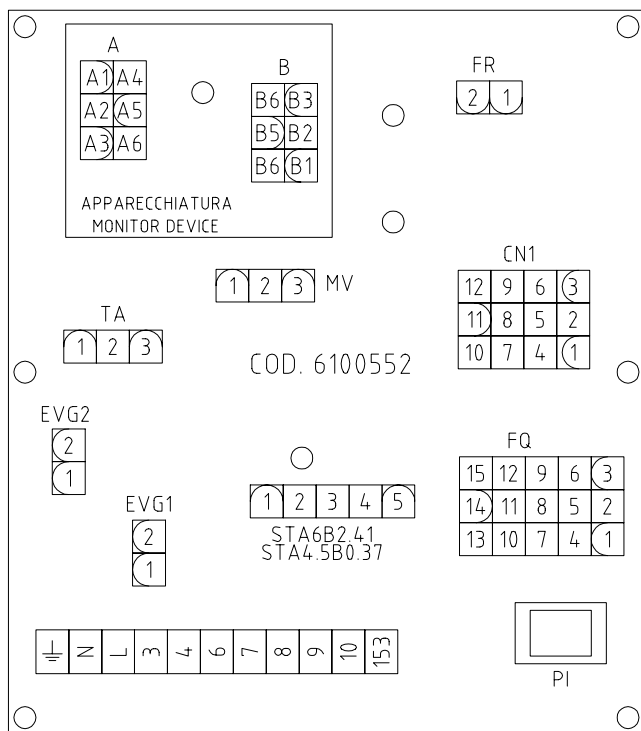 A
A1 A4
A2 A5
A3 A6
B
B6 B3
B5 B2
B6 B1
APPARECCHIATURA
MONITOR DEVICE
FR
2 1
1 2 3 MV
CN1
12 9 6 3
11 8 5 2
10 7 4 1
TA
1 2 3
COD. 6100552
EVG2
2
1
EVG1
2
1
1 2 3 4 5
STA6B2.41
STA4.5B0.37
FQ
15 12 9 6 3
14 11 8 5 2
13 10 7 4 1
N L 3 4 6 7 8 9 10 153
PI